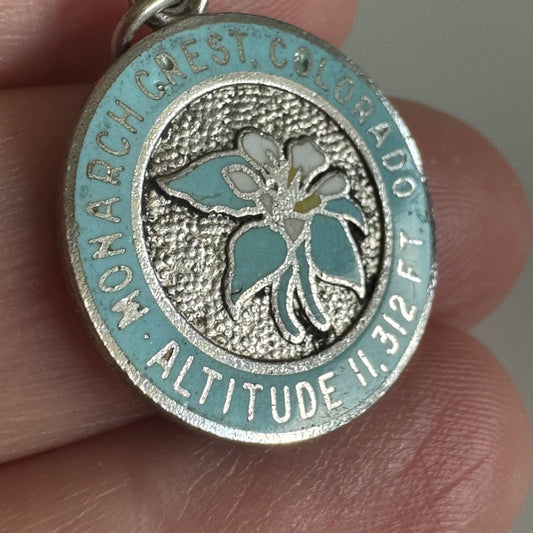 MONARCH CREST, COLORADO
ALTITUDE 11,312 FT